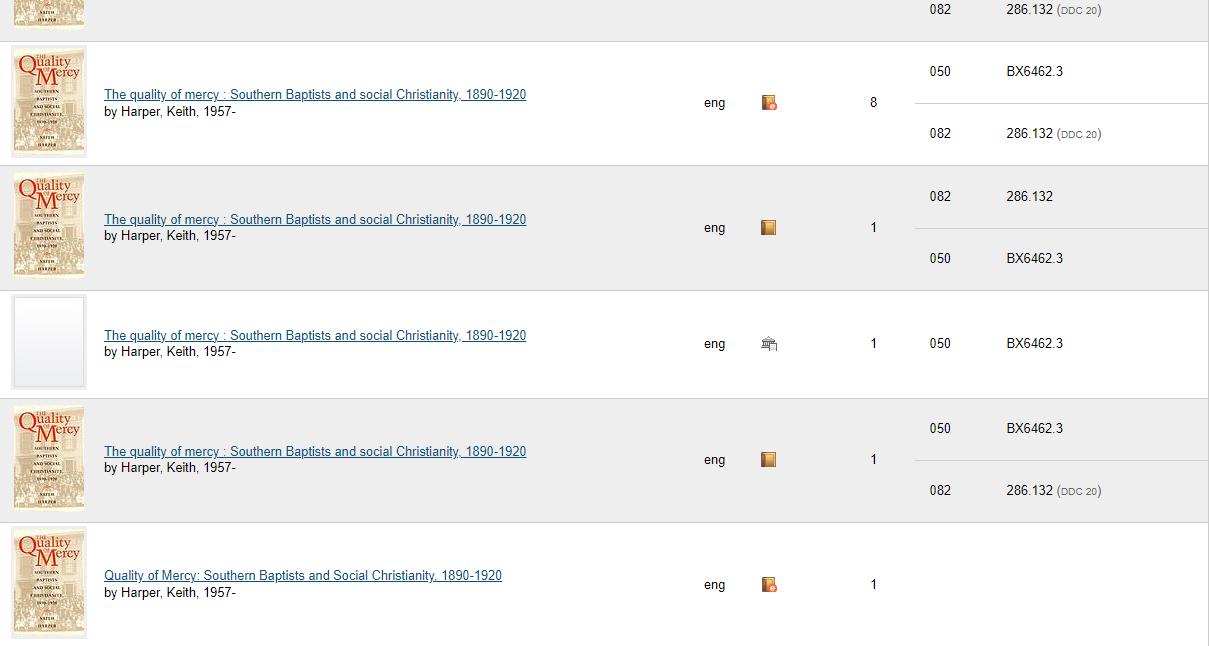 KEITH
HARPER
082 286.132 (DDC 20)
THE
Quality
OF
Mercy
SOUTHERN
BAPTISTS
AND SOCIAL
CHRISTIANITY,
1890-1920
KEITH
HARPER
The quality of mercy : Southern Baptists and social Christianity, 1890-1920
by Harper, Keith, 1957-
eng
8
050 BX6462.3
082 286.132 (DDC 20)
THE
Quality
OF
Mercy
SOUTHERN
BAPTISTS
AND SOCIAL
CHRISTIANITY,
1890-1920
KEITH
HARPER
The quality of mercy : Southern Baptists and social Christianity, 1890-1920
by Harper, Keith, 1957-
eng
1
082 286.132
050 BX6462.3
The quality of mercy : Southern Baptists and social Christianity, 1890-1920
by Harper, Keith, 1957-
eng
1
050 BX6462.3
THE
Quality
OF
Mercy
SOUTHERN
BAPTISTS
AND SOCIAL
CHRISTIANITY,
1890-1920
KEITH
HARPER
The quality of mercy : Southern Baptists and social Christianity, 1890-1920
by Harper, Keith, 1957-
eng
1
050 BX6462.3
082 286.132 (DDC 20)
THE
Quality
OF
Mercy
SOUTHERN
BAPTISTS
AND SOCIAL
CHRISTIANITY,
1890-1920
KEITH
HARPER
Quality of Mercy: Southern Baptists and Social Christianity, 1890-1920
by Harper, Keith, 1957-
eng
1